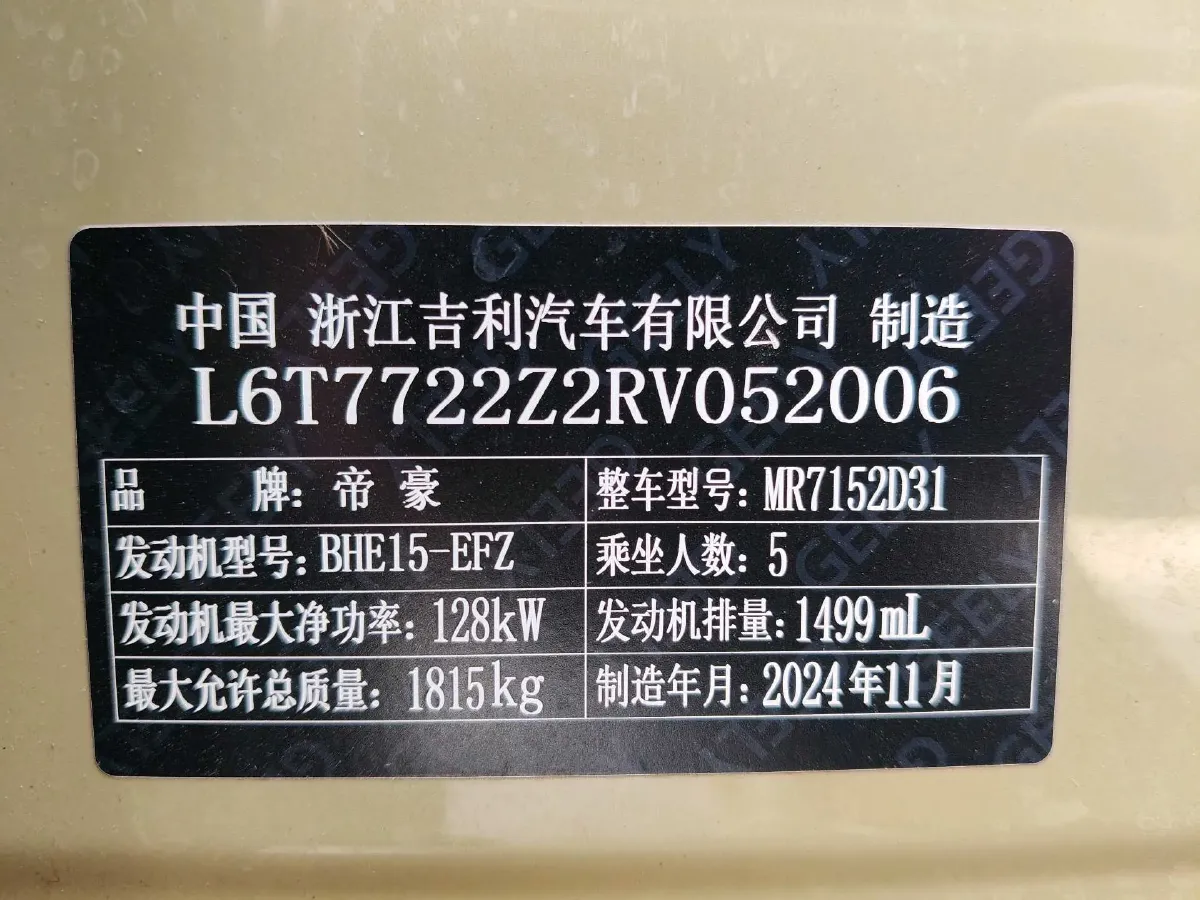 中国 浙江吉利汽车有限公司 制造
L6T7722Z2RV052006
品 牌: 帝 豪 整车型号: MR7152D31
发动机型号: BHE15-EFZ 乘坐人数: 5
发动机最大净功率: 128kW 发动机排量: 1499mL
最大允许总质量: 1815kg 制造年月: 2024年11月